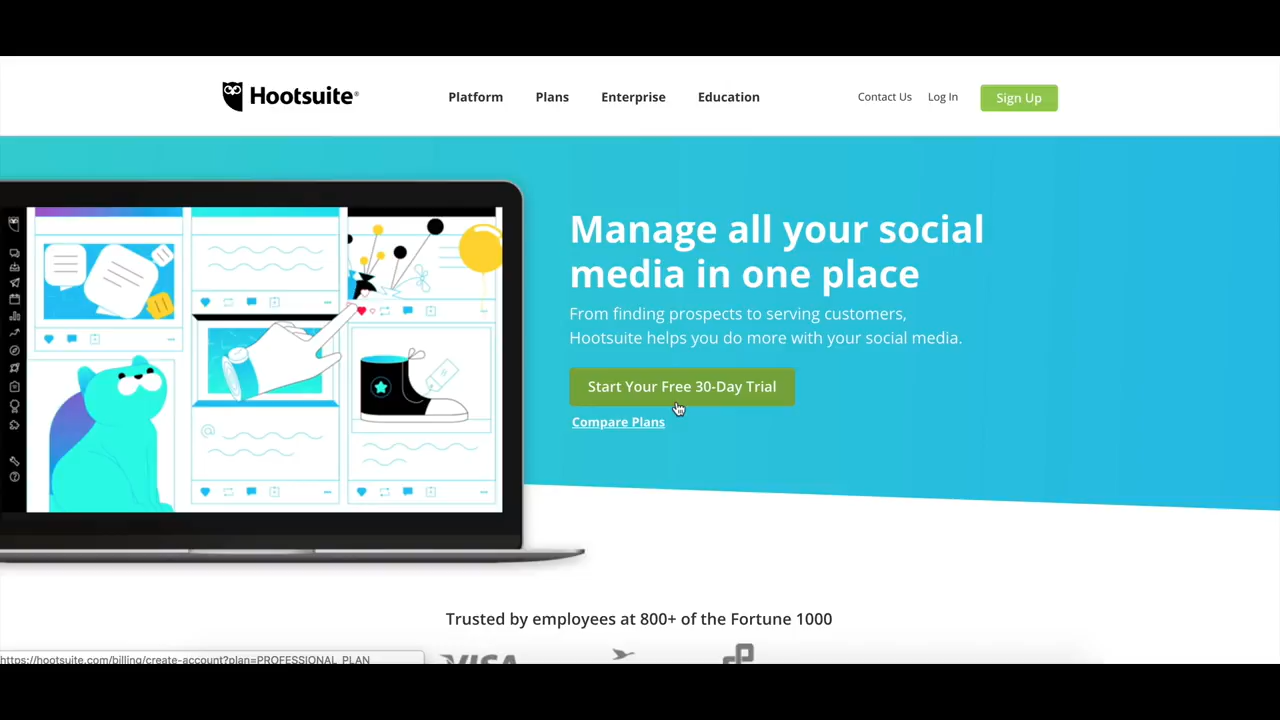 Hootsuite®
Platform
Plans
Enterprise
Education
Contact Us
Log In
Sign Up
Manage all your social
media in one place
From finding prospects to serving customers,
Hootsuite helps you do more with your social media.
Start Your Free 30-Day Trial
Compare Plans
Trusted by employees at 800+ of the Fortune 1000
VISA
https://hootsuite.com/billing/create-account?plan=PROFESSIONAL_PLAN